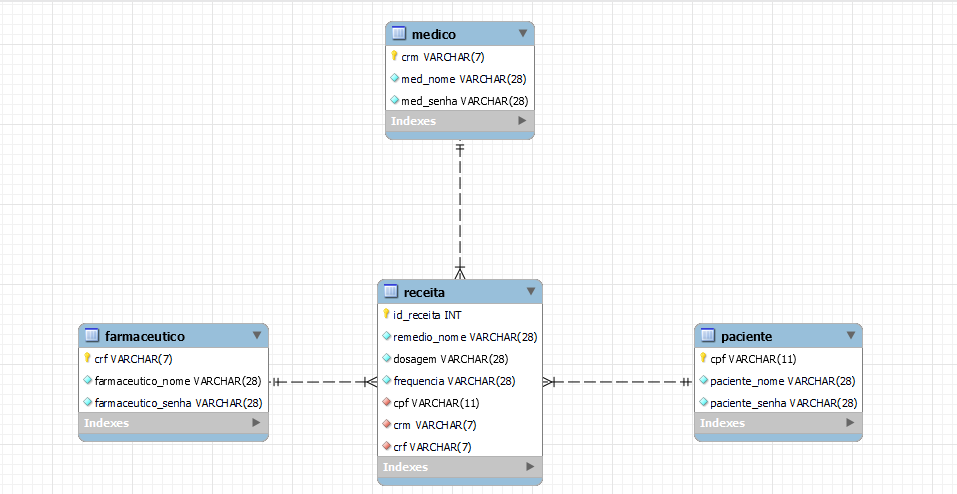 medico
crm VARCHAR(7)
med_nome VARCHAR(28)
med_senha VARCHAR(28)
Indexes
farmaceutico
crf VARCHAR(7)
farmaceutico_nome VARCHAR(28)
farmaceutico_senha VARCHAR(28)
Indexes
receita
id_receita INT
remedio_nome VARCHAR(28)
dosagem VARCHAR(28)
frequencia VARCHAR(28)
cpf VARCHAR(11)
crm VARCHAR(7)
crf VARCHAR(7)
Indexes
paciente
cpf VARCHAR(11)
paciente_nome VARCHAR(28)
paciente_senha VARCHAR(28)
Indexes